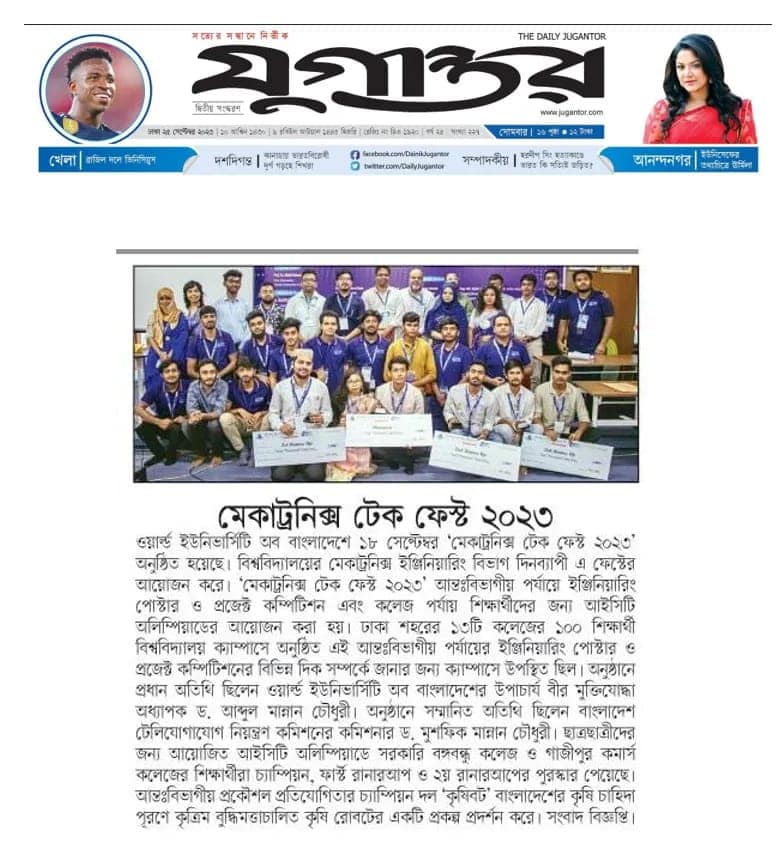 সত্যের সন্ধানে নির্ভীক
THE DAILY JUGANTOR
যুগান্তর
দ্বিতীয় সংস্করণ
www.jugantor.com
ঢাকা ২৫ সেপ্টেম্বর ২০২৩ | ১০ আশ্বিন ১৪৩০ | ৯ রবিউল আউয়াল ১৪৪৫ হিজরি | রেজিঃ নং ডিএ ১৯২০ | বর্ষ ২৫ | সংখ্যা ২২৭
সোমবার | ১৬ পৃষ্ঠা ● ১২ টাকা
খেলা | ব্রাজিল দলে ভিনিসিয়ুস
দশদিগন্ত | কানাডায় ভারতবিরোধী
দুর্গ গড়ছে শিখরা
facebook.com/DainikJugantor
twitter.com/DailyJugantor
সম্পাদকীয় | হরদীপ সিং হত্যাকাণ্ডে
ভারত কি সত্যিই জড়িত?
আনন্দনগর | ইউনিসেফের
তথ্যচিত্রে ঊর্মিলা
মেকাট্রনিক্স টেক ফেস্ট ২০২৩
ওয়ার্ল্ড ইউনিভার্সিটি অব বাংলাদেশে ১৮ সেপ্টেম্বর ‘মেকাট্রনিক্স টেক ফেস্ট ২০২৩’
অনুষ্ঠিত হয়েছে। বিশ্ববিদ্যালয়ের মেকাট্রনিক্স ইঞ্জিনিয়ারিং বিভাগ দিনব্যাপী এ ফেস্টের
আয়োজন করে। ‘মেকাট্রনিক্স টেক ফেস্ট ২০২৩’ আন্তঃবিভাগীয় পর্যায়ে ইঞ্জিনিয়ারিং
পোস্টার ও প্রজেক্ট কম্পিটিশন এবং কলেজ পর্যায় শিক্ষার্থীদের জন্য আইসিটি
অলিম্পিয়াডের আয়োজন করা হয়। ঢাকা শহরের ১৩টি কলেজের ১০০ শিক্ষার্থী
বিশ্ববিদ্যালয় ক্যাম্পাসে অনুষ্ঠিত এই আন্তঃবিভাগীয় পর্যায়ের ইঞ্জিনিয়ারিং পোস্টার ও
প্রজেক্ট কম্পিটিশনের বিভিন্ন দিক সম্পর্কে জানার জন্য ক্যাম্পাসে উপস্থিত ছিল। অনুষ্ঠানে
প্রধান অতিথি ছিলেন ওয়ার্ল্ড ইউনিভার্সিটি অব বাংলাদেশের উপাচার্য বীর মুক্তিযোদ্ধা
অধ্যাপক ড. আব্দুল মান্নান চৌধুরী। অনুষ্ঠানে সম্মানিত অতিথি ছিলেন বাংলাদেশ
টেলিযোগাযোগ নিয়ন্ত্রণ কমিশনের কমিশনার ড. মুশফিক মান্নান চৌধুরী। ছাত্রছাত্রীদের
জন্য আয়োজিত আইসিটি অলিম্পিয়াডে সরকারি বঙ্গবন্ধু কলেজ ও গাজীপুর কমার্স
কলেজের শিক্ষার্থীরা চ্যাম্পিয়ন, ফার্স্ট রানারআপ ও ২য় রানারআপের পুরস্কার পেয়েছে।
আন্তঃবিভাগীয় প্রকৌশল প্রতিযোগিতার চ্যাম্পিয়ন দল ‘কৃষিবট’ বাংলাদেশের কৃষি চাহিদা
পূরণে কৃত্রিম বুদ্ধিমত্তাচালিত কৃষি রোবটের একটি প্রকল্প প্রদর্শন করে। সংবাদ বিজ্ঞপ্তি।